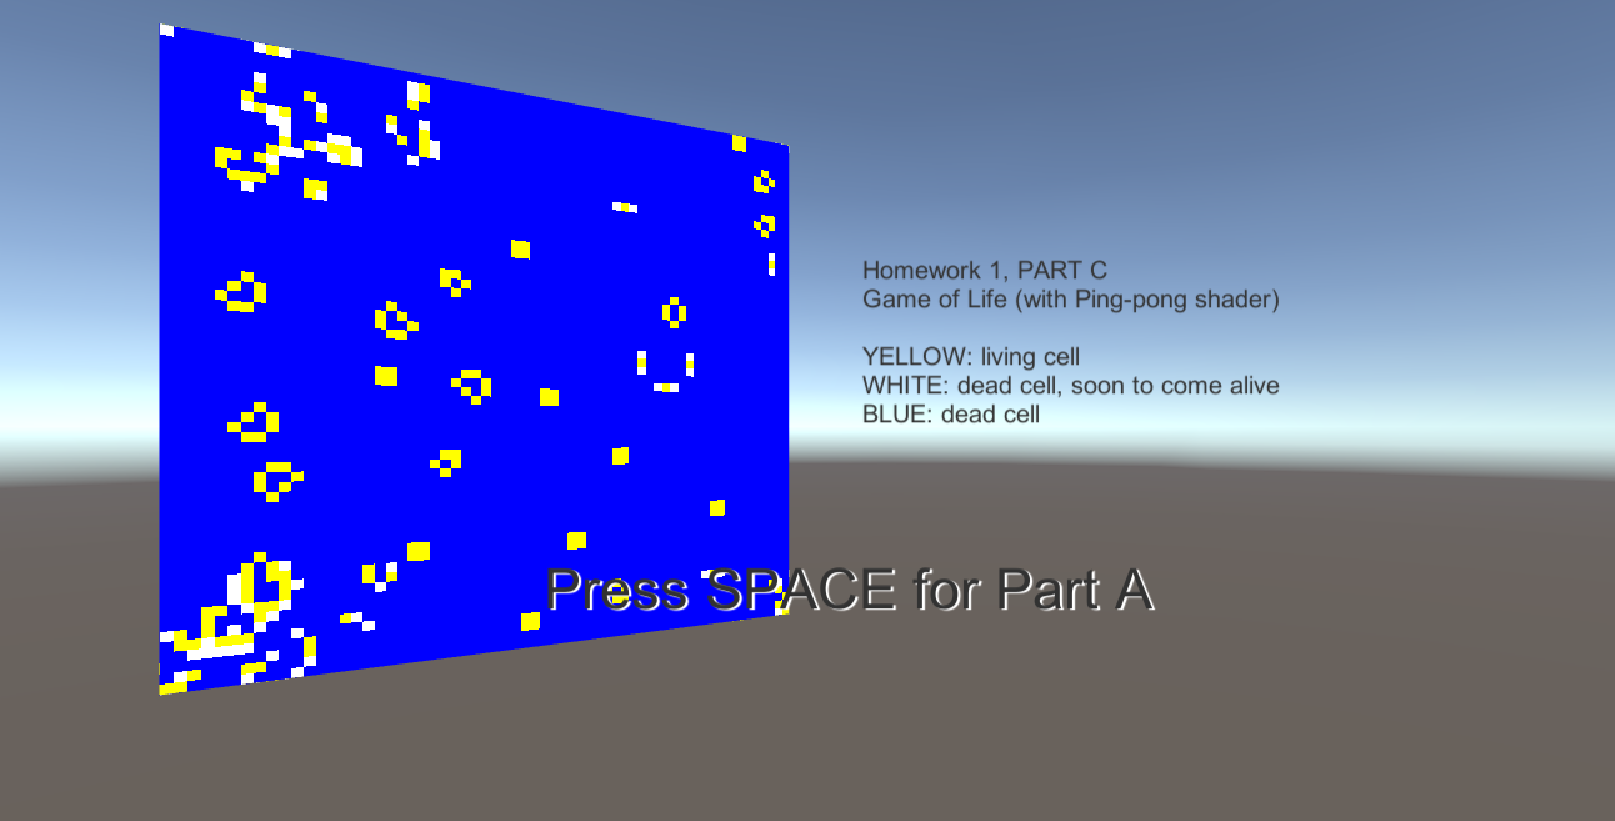 Homework 1, PART C
Game of Life (with Ping-pong shader)
YELLOW: living cell
WHITE: dead cell, soon to come alive
BLUE: dead cell
Press SPACE for Part A